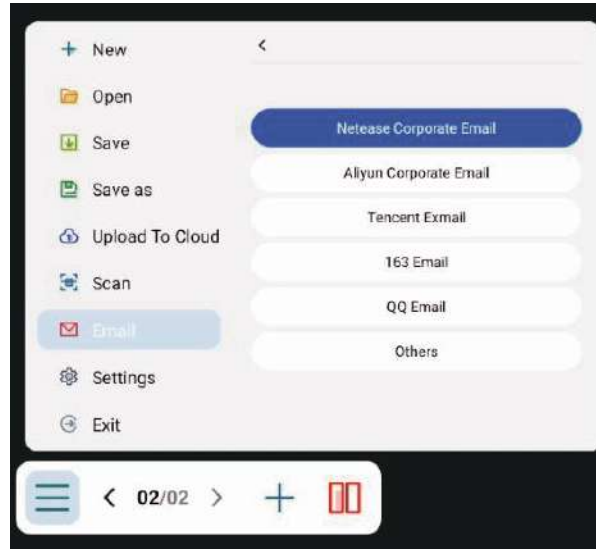 New
Open
Save
Save as
Upload To Cloud
Scan
Email
Settings
Exit
<
Netease Corporate Email
Aliyun Corporate Email
Tencent Exmail
163 Email
QQ Email
Others
< 02/02 >